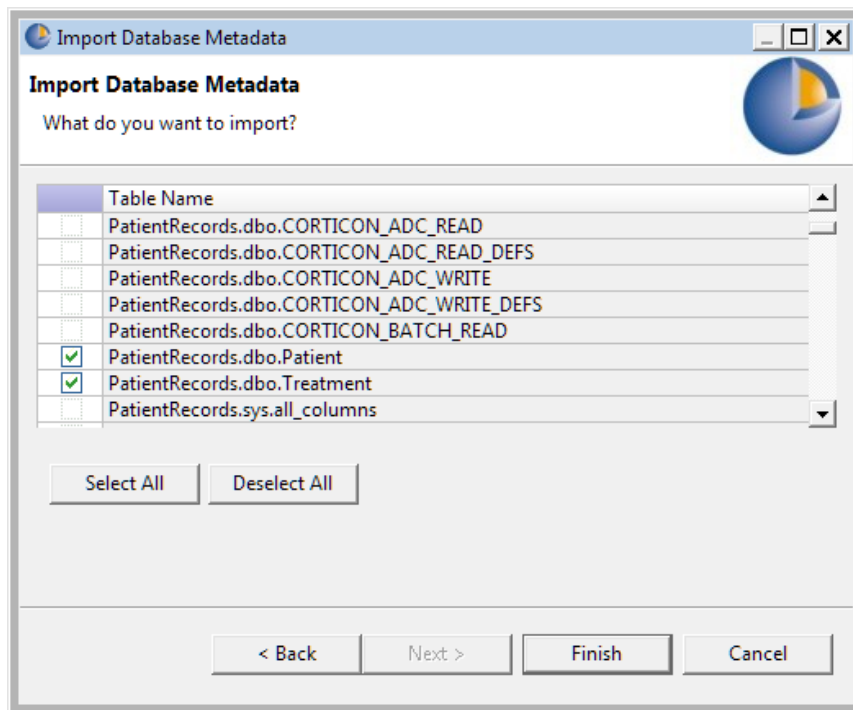 Import Database Metadata
Import Database Metadata
What do you want to import?
Table Name
PatientRecords.dbo.CORTICON_ADC_READ
PatientRecords.dbo.CORTICON_ADC_READ_DEFS
PatientRecords.dbo.CORTICON_ADC_WRITE
PatientRecords.dbo.CORTICON_ADC_WRITE_DEFS
PatientRecords.dbo.CORTICON_BATCH_READ
PatientRecords.dbo.Patient
PatientRecords.dbo.Treatment
PatientRecords.sys.all_columns
Select All Deselect All
< Back Next > Finish Cancel